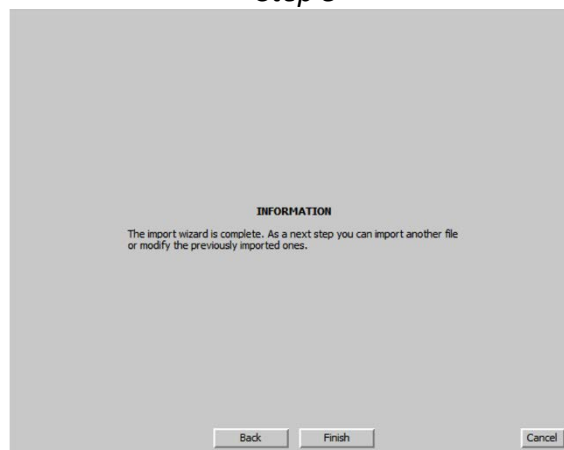 INFORMATION
The import wizard is complete. As a next step you can import another file
or modify the previously imported ones.
Back Finish Cancel